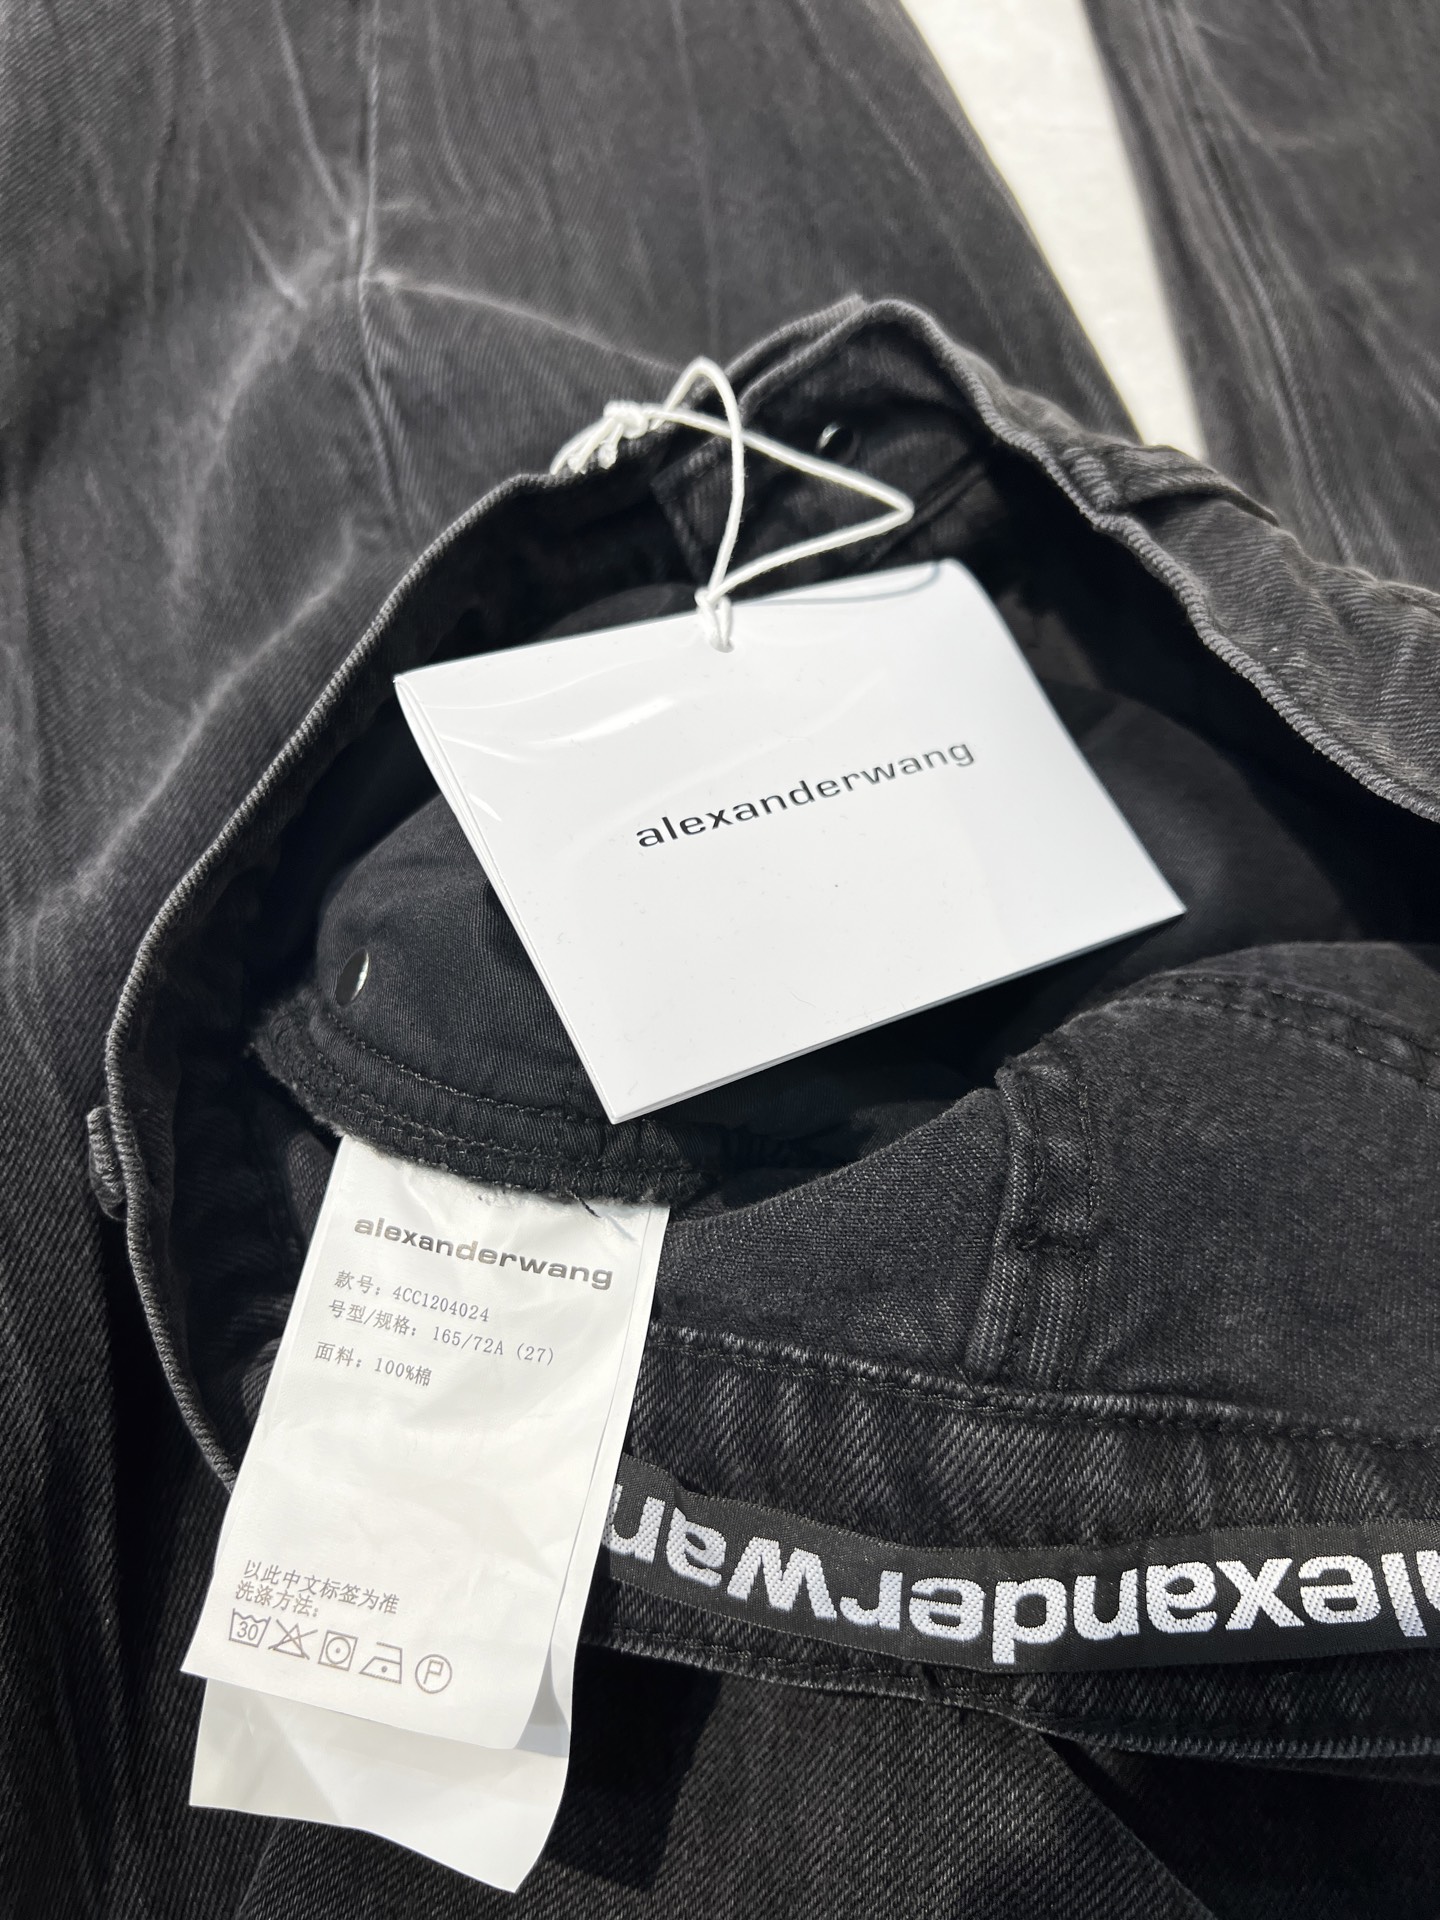 alexanderwang
alexanderwang
款号: 4CC1204024
号型/规格: 165/72A (27)
面料: 100%棉
以此中文标签为准
洗涤方法:
30
P
alexanderwan